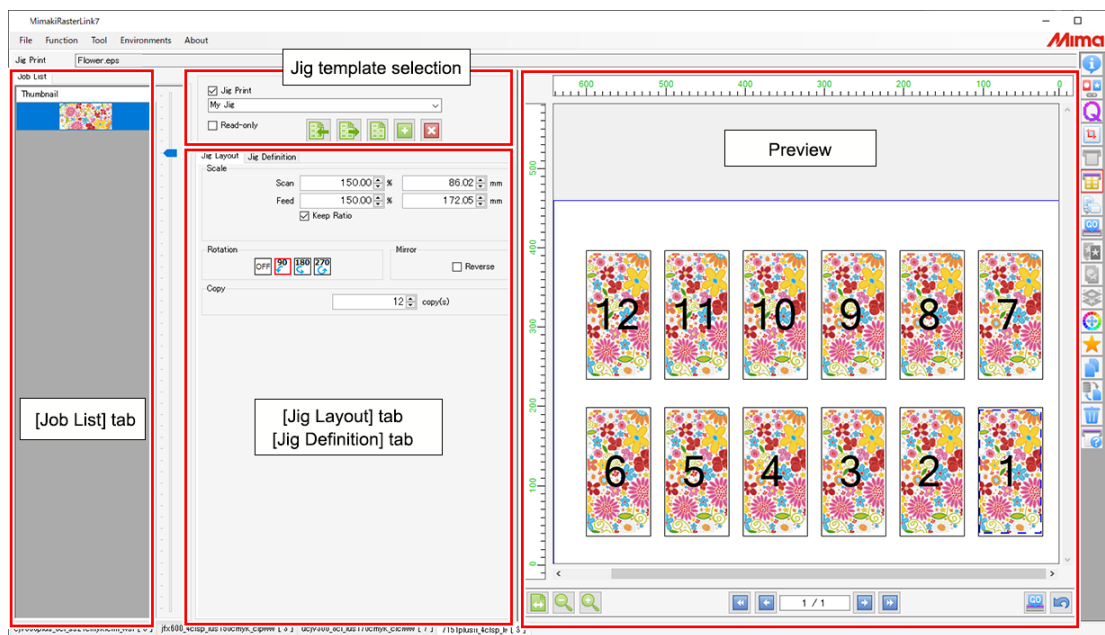 MimakiRasterLink7
File Function Tool Environments About
Mima
Jig Print Flower.eps
Jig template selection
Job List
Thumbnail
Jig Print
My Jig
Read-only
Jig Layout Jig Definition
Scale
Scan 150.00 % 86.02 mm
Feed 150.00 % 172.05 mm
Keep Ratio
Rotation Mirror
OFF 90 180 270 Reverse
Copy
12 copy(s)
[Job List] tab
[Jig Layout] tab
[Jig Definition] tab
600 500 400 300 200 100 0
Preview
500
400
300
200
100
0
12 11 10 9 8 7
6 5 4 3 2 1
1 / 1
GO
GO